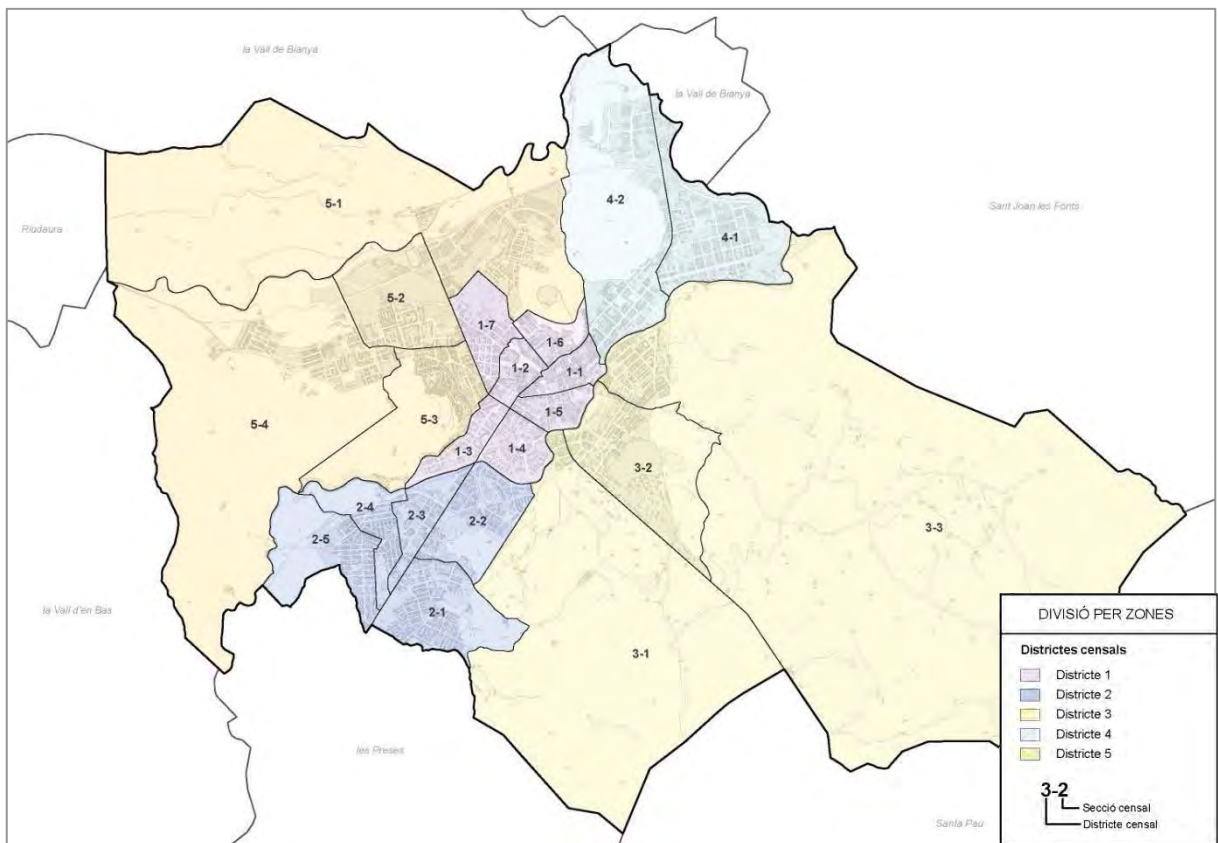 la Vall de Bianya
la Vall de Bianya
Sant Joan les Fonts
Riudaura
5-1
4-2
4-1
5-2
1-7
1-6
1-2
1-1
5-3
1-5
5-4
1-3
1-4
3-2
2-4
2-3
2-2
3-3
2-5
2-1
la Vall d'en Bas
3-1
les Preses
Santa Pau
DIVISIÓ PER ZONES
Districtes censals
Districte 1
Districte 2
Districte 3
Districte 4
Districte 5
3-2
Secció censal
Districte censal